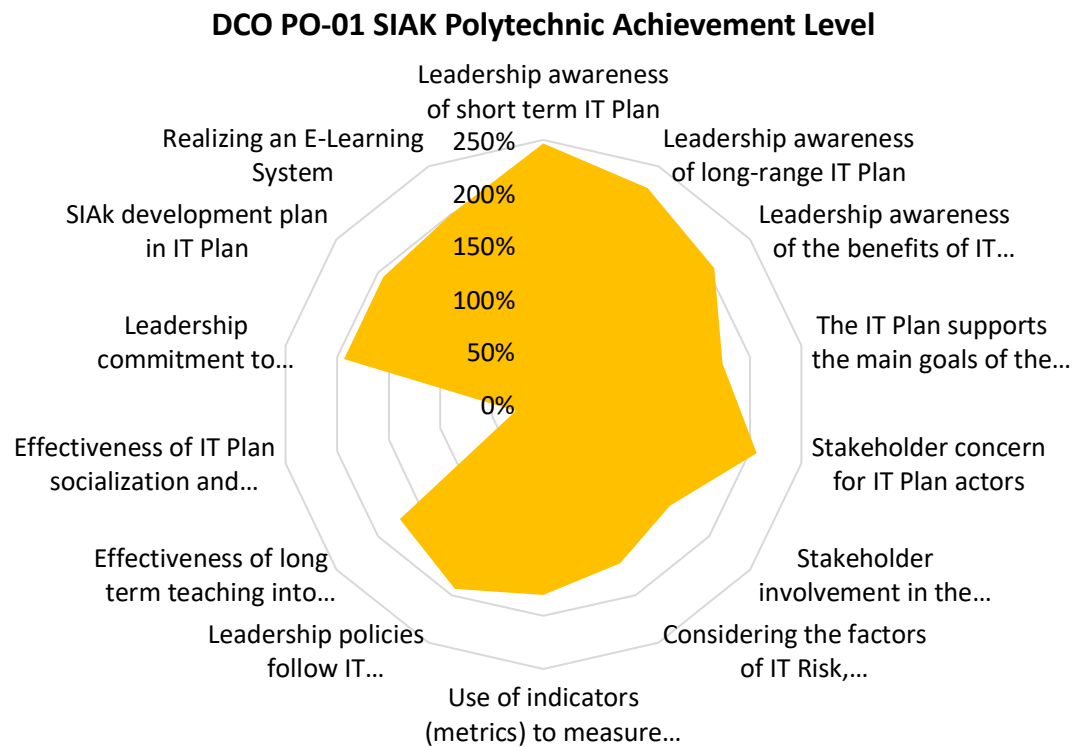 DCO PO-01 SIAK Polytechnic Achievement Level
Leadership awareness
of short term IT Plan
Leadership awareness
of long-range IT Plan
Leadership awareness
of the benefits of IT…
The IT Plan supports
the main goals of the…
Stakeholder concern
for IT Plan actors
Stakeholder
involvement in the…
Considering the factors
of IT Risk,…
Use of indicators
(metrics) to measure…
Leadership policies
follow IT…
Effectiveness of long
term teaching into…
Effectiveness of IT Plan
socialization and…
Leadership
commitment to…
SIAk development plan
in IT Plan
Realizing an E-Learning
System
250%
200%
150%
100%
50%
0%